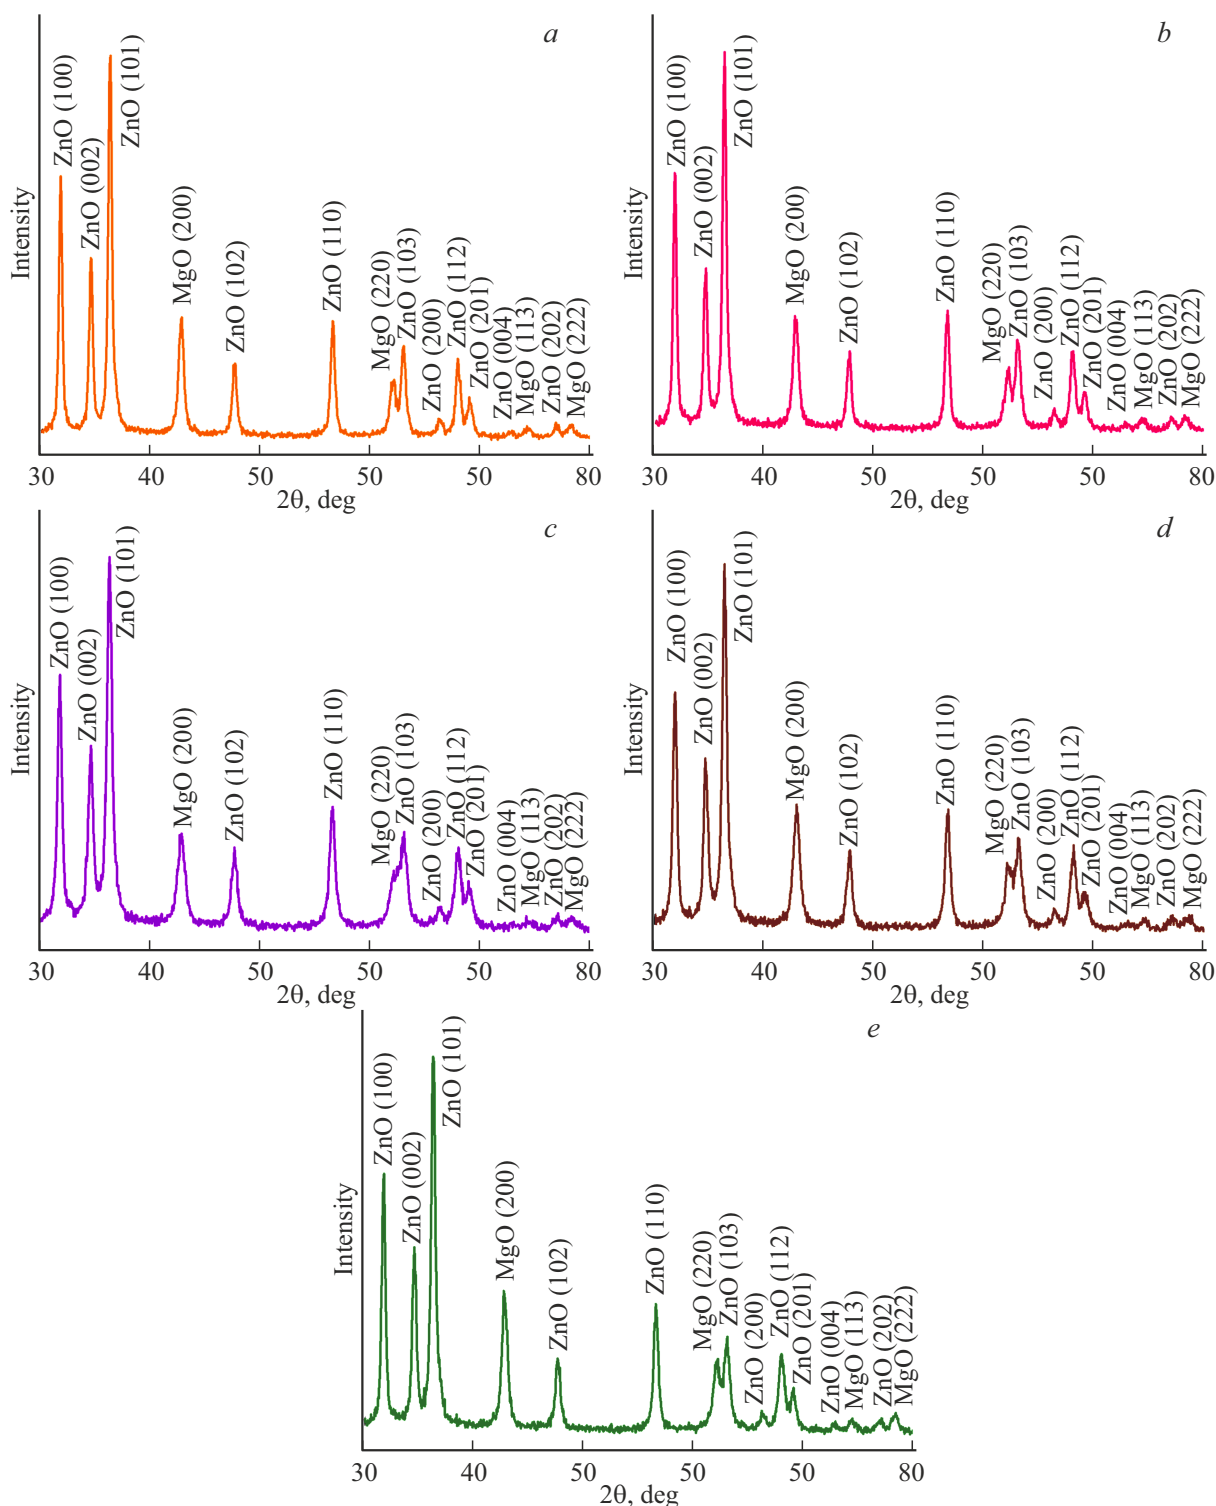 a
ZnO (100)
ZnO (002)
ZnO (101)
MgO (200)
ZnO (102)
ZnO (110)
MgO (220)
ZnO (103)
ZnO (200)
ZnO (112)
ZnO (201)
ZnO (004)
MgO (113)
ZnO (202)
MgO (222)
Intensity
30 40 50 50 50 80
2θ, deg
b
ZnO (100)
ZnO (002)
ZnO (101)
MgO (200)
ZnO (102)
ZnO (110)
MgO (220)
ZnO (103)
ZnO (200)
ZnO (112)
ZnO (201)
ZnO (004)
MgO (113)
ZnO (202)
MgO (222)
Intensity
30 40 50 50 50 80
2θ, deg
c
ZnO (100)
ZnO (002)
ZnO (101)
MgO (200)
ZnO (102)
ZnO (110)
MgO (220)
ZnO (103)
ZnO (200)
ZnO (112)
ZnO (201)
ZnO (004)
MgO (113)
ZnO (202)
MgO (222)
Intensity
30 40 50 50 50 80
2θ, deg
d
ZnO (100)
ZnO (002)
ZnO (101)
MgO (200)
ZnO (102)
ZnO (110)
MgO (220)
ZnO (103)
ZnO (200)
ZnO (112)
ZnO (201)
ZnO (004)
MgO (113)
ZnO (202)
MgO (222)
Intensity
30 40 50 50 50 80
2θ, deg
e
ZnO (100)
ZnO (002)
ZnO (101)
MgO (200)
ZnO (102)
ZnO (110)
MgO (220)
ZnO (103)
ZnO (200)
ZnO (112)
ZnO (201)
ZnO (004)
MgO (113)
ZnO (202)
MgO (222)
Intensity
30 40 50 50 50 80
2θ, deg